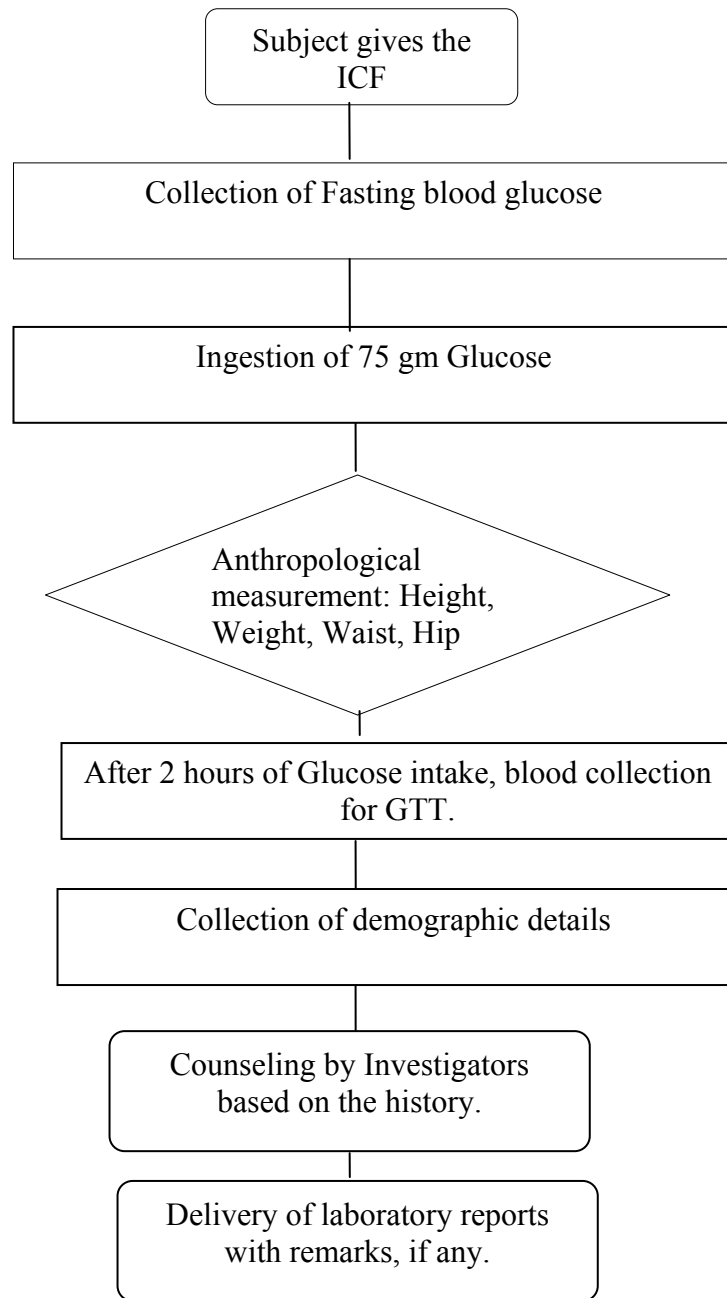 Subject gives the
ICF
Collection of Fasting blood glucose
Ingestion of 75 gm Glucose
Anthropological
measurement: Height,
Weight, Waist, Hip
After 2 hours of Glucose intake, blood collection
for GTT.
Collection of demographic details
Counseling by Investigators
based on the history.
Delivery of laboratory reports
with remarks, if any.